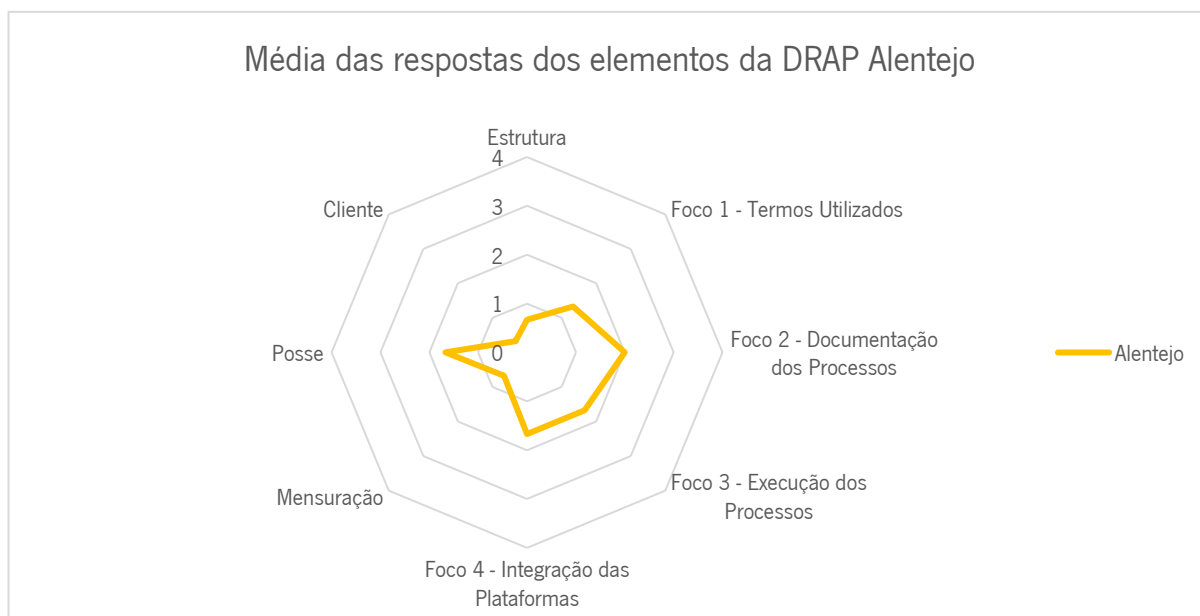 Média das respostas dos elementos da DRAP Alentejo
Estrutura
4
3
2
1
0
Foco 1 - Termos Utilizados
Foco 2 - Documentação
dos Processos
Foco 3 - Execução dos
Processos
Foco 4 - Integração das
Plataformas
Mensuração
Posse
Cliente
Alentejo